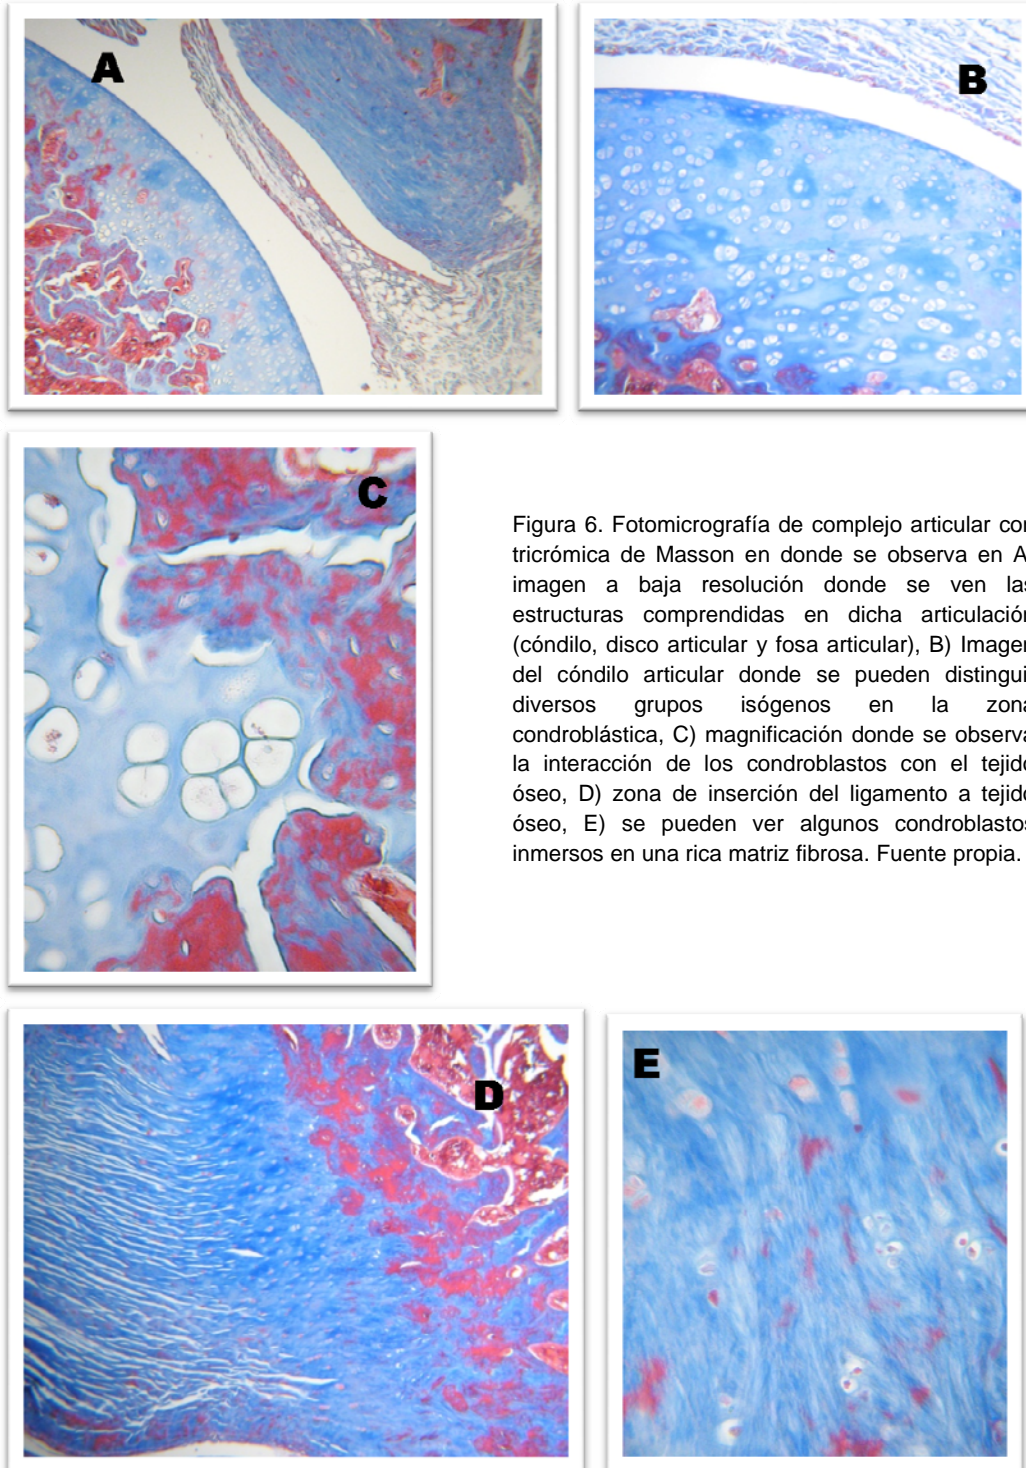 A
B
C
Figura 6. Fotomicrografía de complejo articular con
tricrómica de Masson en donde se observa en A
imagen a baja resolución donde se ven las
estructuras comprendidas en dicha articulación
(cóndilo, disco articular y fosa articular), B) Imagen
del cóndilo articular donde se pueden distingui
diversos grupos isógenos en la zona
condroblástica, C) magnificación donde se observa
la interacción de los condroblastos con el tejido
óseo, D) zona de inserción del ligamento a tejido
óseo, E) se pueden ver algunos condroblastos
inmersos en una rica matriz fibrosa. Fuente propia.
D
E